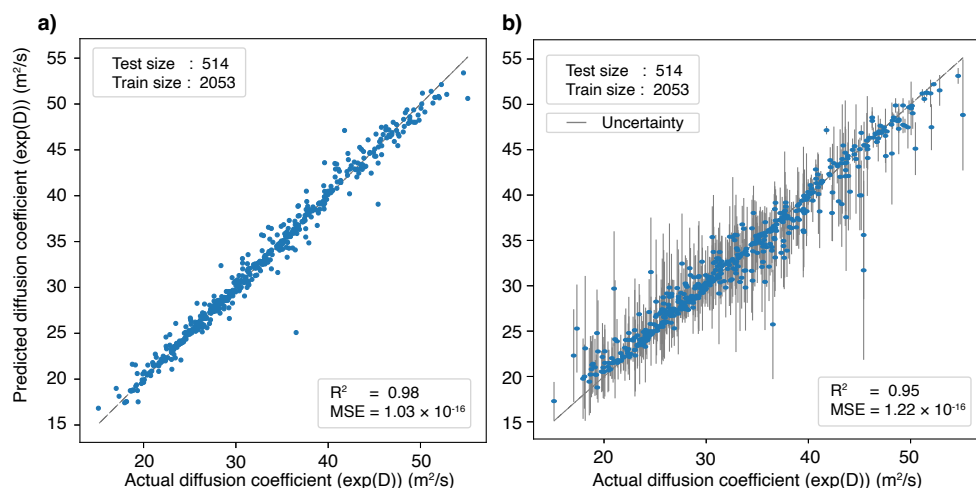 a)
Predicted diffusion coefficient (exp(D)) (m²/s)
55
50
45
40
35
30
25
20
15
Test size : 514
Train size : 2053
R² = 0.98
MSE = 1.03 × 10⁻¹⁶
20 30 40 50
Actual diffusion coefficient (exp(D)) (m²/s)
b)
55
50
45
40
35
30
25
20
15
Test size : 514
Train size : 2053
Uncertainty
R² = 0.95
MSE = 1.22 × 10⁻¹⁶
20 30 40 50
Actual diffusion coefficient (exp(D)) (m²/s)